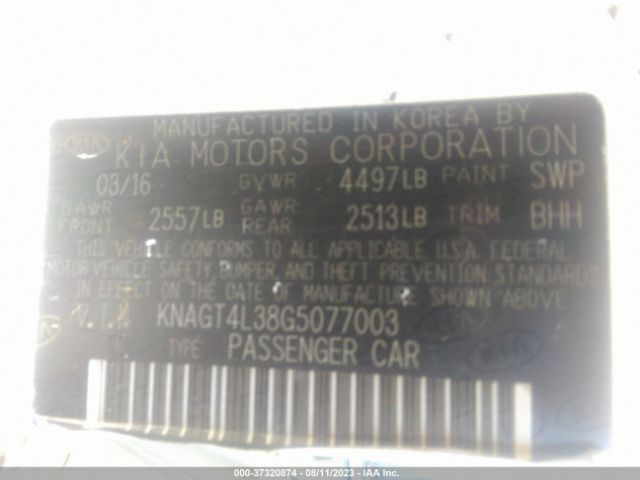 MANUFACTURED IN KOREA BY
KIA KIA MOTORS CORPORATION
03/16 GVWR 4497LB PAINT SWP
GAWR FRONT 2557LB GAWR REAR 2513LB TRIM BHH
THIS VEHICLE CONFORMS TO ALL APPLICABLE U.S.A. FEDERAL
MOTOR VEHICLE SAFETY, BUMPER, AND THEFT PREVENTION STANDARDS
IN EFFECT ON THE DATE OF MANUFACTURE SHOWN ABOVE
KNAGT4L38G5077003
TYPE PASSENGER CAR
KIA
000-37320874 - 08/11/2023 - IAA Inc.